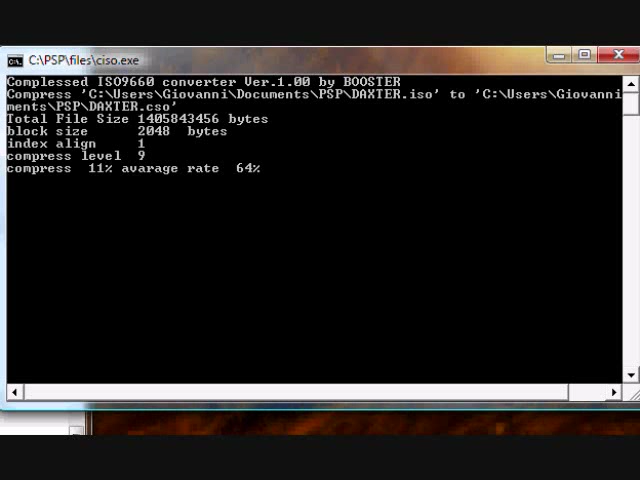 C:\PSP\files\ciso.exe
Complessed ISO9660 converter Ver.1.00 by BOOSTER
Compress 'C:\Users\Giovanni\Documents\PSP\DAXTER.iso' to 'C:\Users\Giovanni
ments\PSP\DAXTER.cso'
Total File Size 1405843456 bytes
block size      2048  bytes
index align     1
compress level  9
compress  11% avarage rate  64%